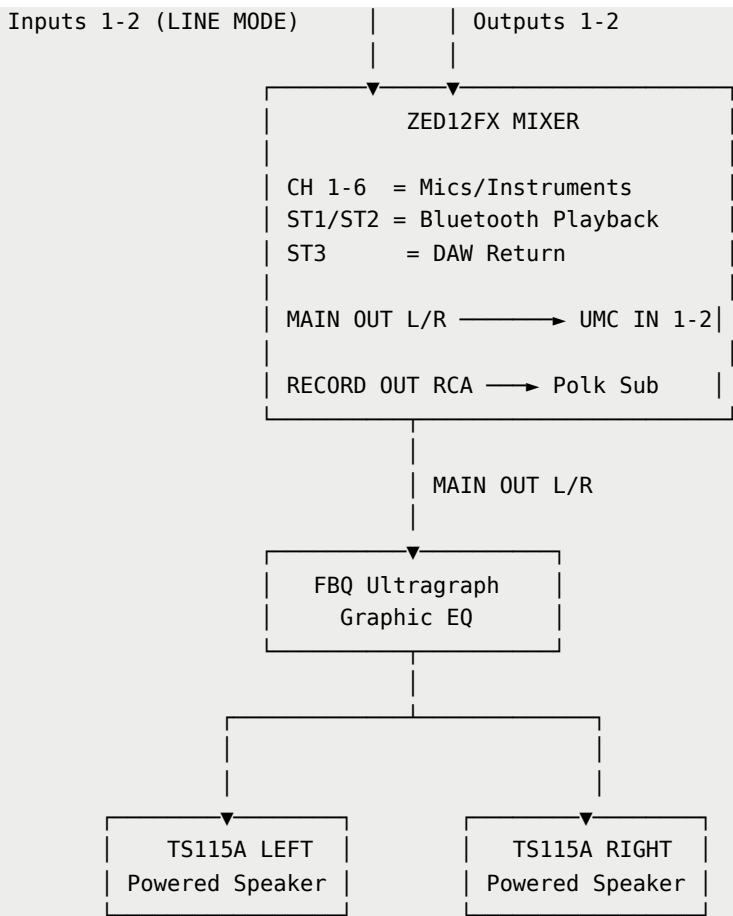 Inputs 1-2 (LINE MODE) Outputs 1-2
ZED12FX MIXER
CH 1-6 = Mics/Instruments
ST1/ST2 = Bluetooth Playback
ST3 = DAW Return
MAIN OUT L/R ──────► UMC IN 1-2
RECORD OUT RCA ───► Polk Sub
MAIN OUT L/R
FBQ Ultragraph
Graphic EQ
TS115A LEFT TS115A RIGHT
Powered Speaker Powered Speaker